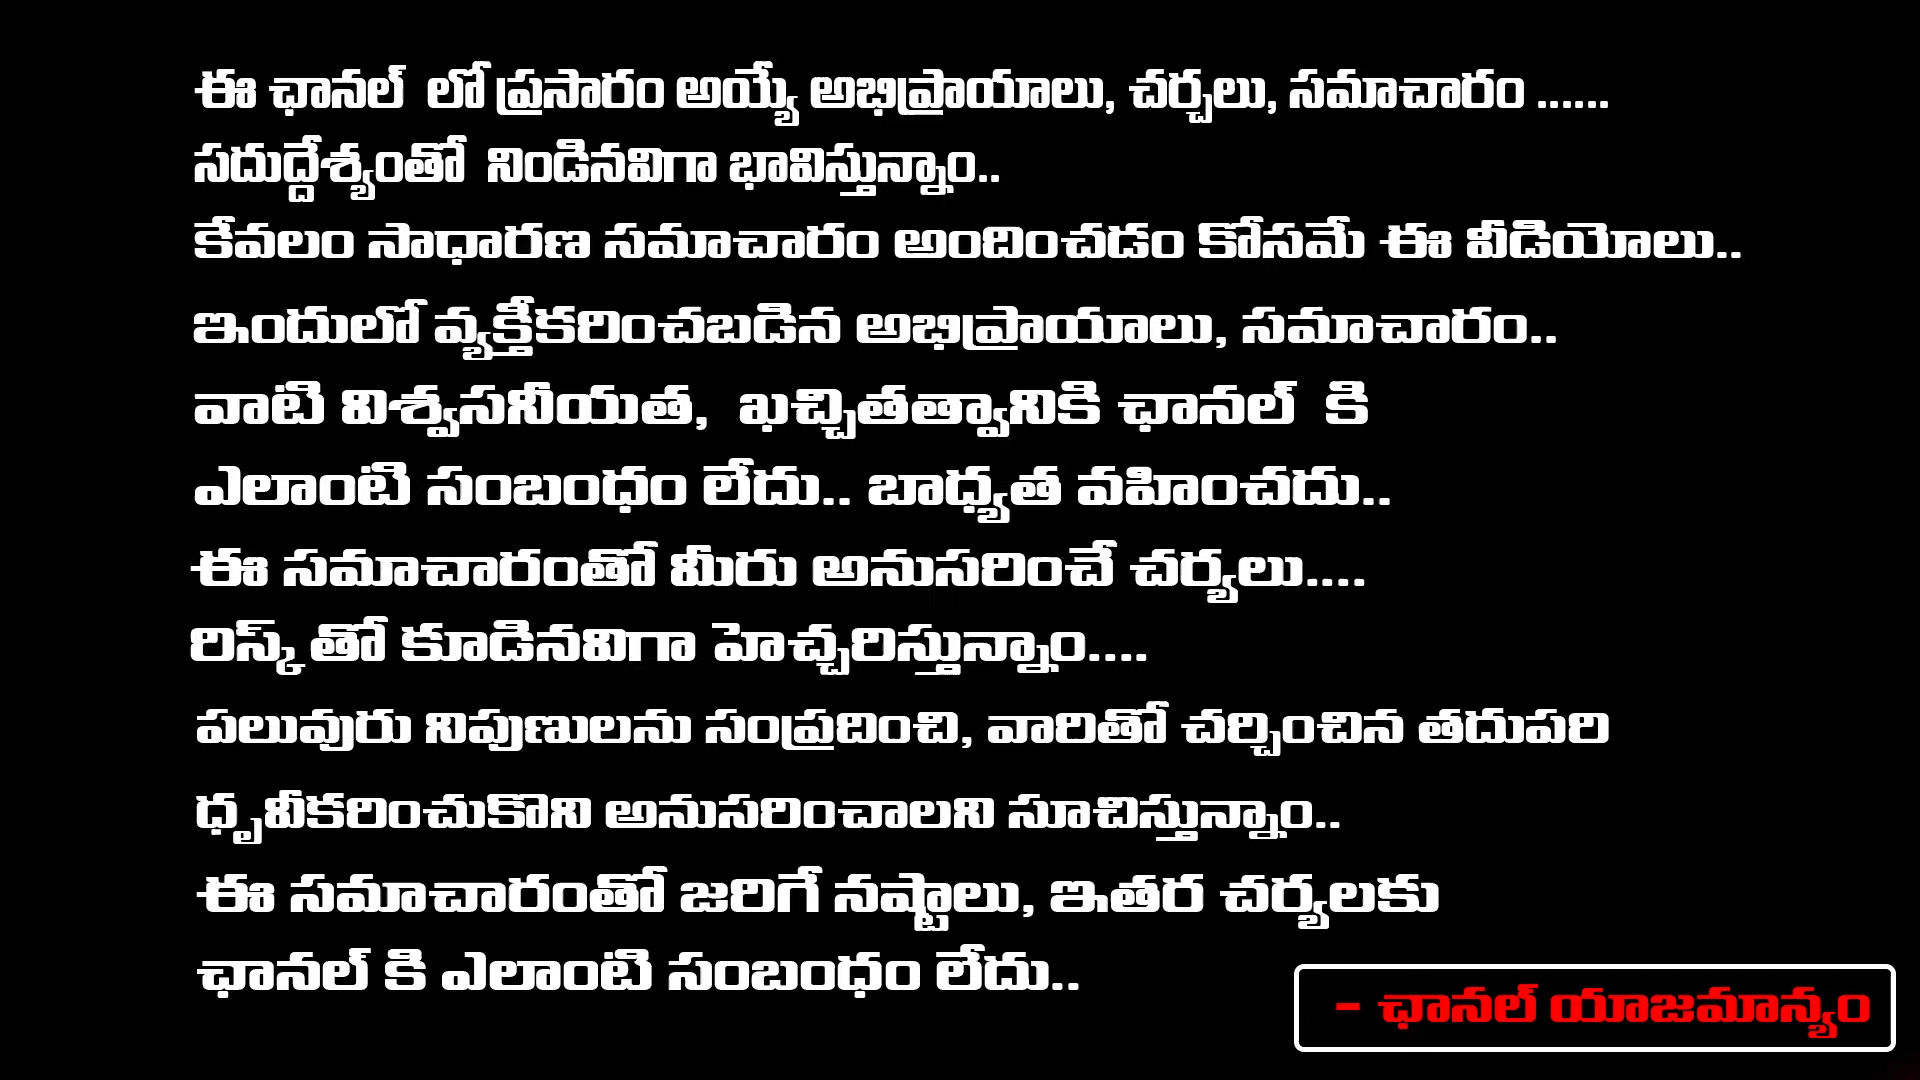 ఈ ఛానల్ లో ప్రసారం అయ్యే అభిప్రాయాలు, చర్చలు, సమాచారం ......
సదుద్దేశ్యంతో నిండినవిగా భావిస్తున్నాం..
కేవలం సాధారణ సమాచారం అందించడం కోసమే ఈ వీడియోలు..
ఇందులో వ్యక్తీకరించబడిన అభిప్రాయాలు, సమాచారం..
వాటి విశ్వసనీయత, ఖచ్చితత్వానికి ఛానల్ కి
ఎలాంటి సంబంధం లేదు.. బాధ్యత వహించదు..
ఈ సమాచారంతో మీరు అనుసరించే చర్యలు....
రిస్క్ తో కూడినవిగా హెచ్చరిస్తున్నాం....
పలువురు నిపుణులను సంప్రదించి, వారితో చర్చించిన తదుపరి
ధృవీకరించుకొని అనుసరించాలని సూచిస్తున్నాం..
ఈ సమాచారంతో జరిగే నష్టాలు, ఇతర చర్యలకు
ఛానల్ కి ఎలాంటి సంబంధం లేదు..
- ఛానల్ యాజమాన్యం